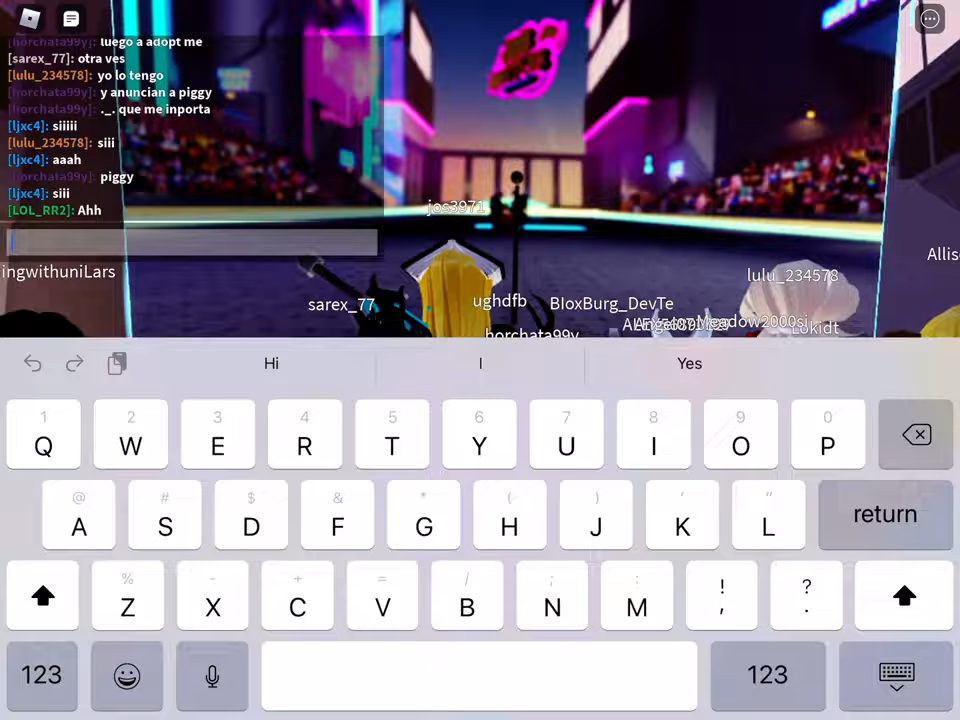 [horchata99y]: luego a adopt me
[sarex_77]: otra ves
[lulu_234578]: yo lo tengo
[horchata99y]: y anuncian a piggy
[horchata99y]: ._. que me inporta
[ljxc4]: siiiii
[lulu_234578]: siii
[ljxc4]: aaah
[horchata99y]: piggy
[ljxc4]: siii
[LOL_RR2]: Ahh
jos3971
ingwithuniLars
Allis
lulu_234578
sarex_77
ughdfb
BloxBurg_DevTe
Meadow2000si
Lokidt
horchata99y
Hi
I
Yes
1 2 3 4 5 6 7 8 9 0
Q W E R T Y U I O P
@ # $ & * ( ) ' "
A S D F G H J K L return
% - + = / ; : ! ?
Z X C V B N M , .
123 123